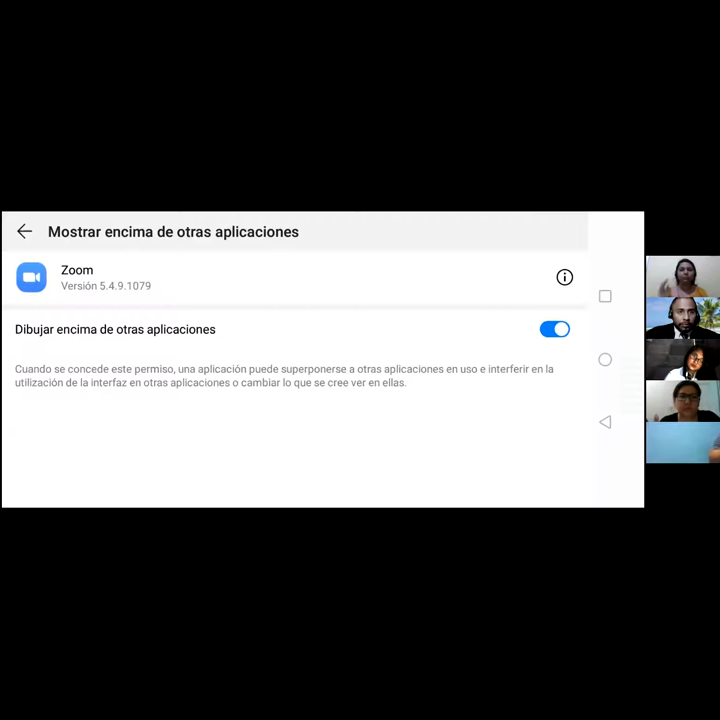 Mostrar encima de otras aplicaciones
Zoom
Versión 5.4.9.1079
Dibujar encima de otras aplicaciones
Cuando se concede este permiso, una aplicación puede superponerse a otras aplicaciones en uso e interferir en la
utilización de la interfaz en otras aplicaciones o cambiar lo que se cree ver en ellas.